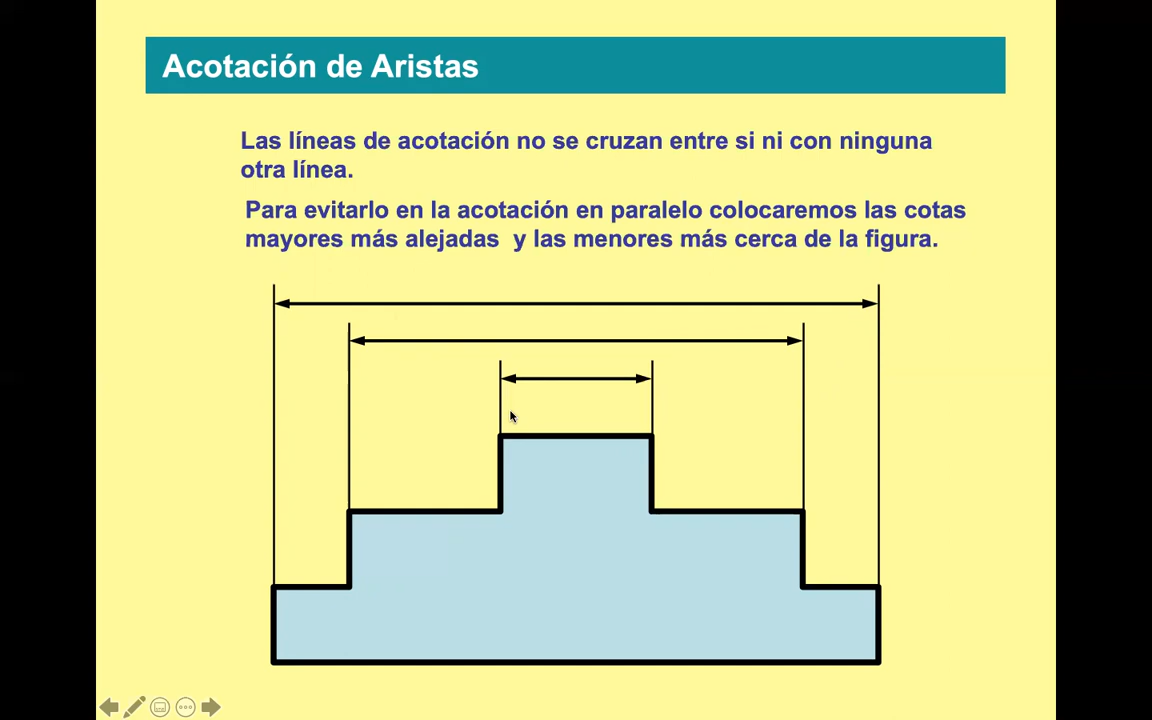 Acotación de Aristas
Las líneas de acotación no se cruzan entre si ni con ninguna
otra línea.
Para evitarlo en la acotación en paralelo colocaremos las cotas
mayores más alejadas y las menores más cerca de la figura.